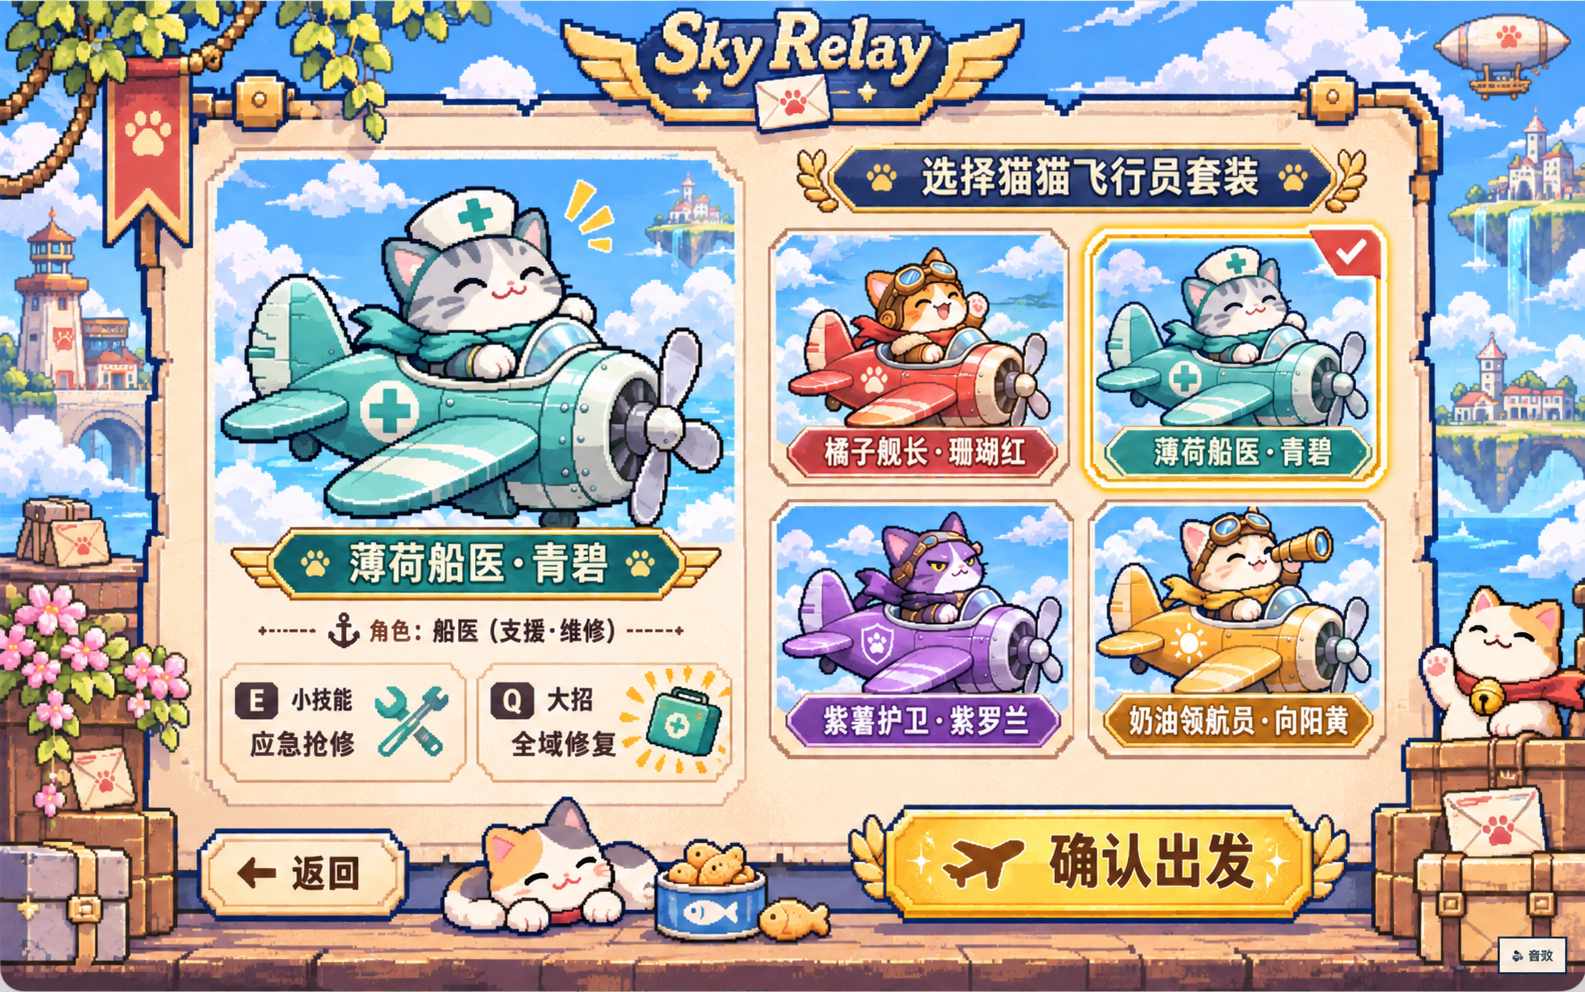 Sky Relay
选择猫猫飞行员套装
橘子舰长·珊瑚红
薄荷船医·青碧
紫薯护卫·紫罗兰
奶油领航员·向阳黄
薄荷船医·青碧
角色：船医（支援·维修）
E 小技能
应急抢修
Q 大招
全域修复
返回
确认出发
音效